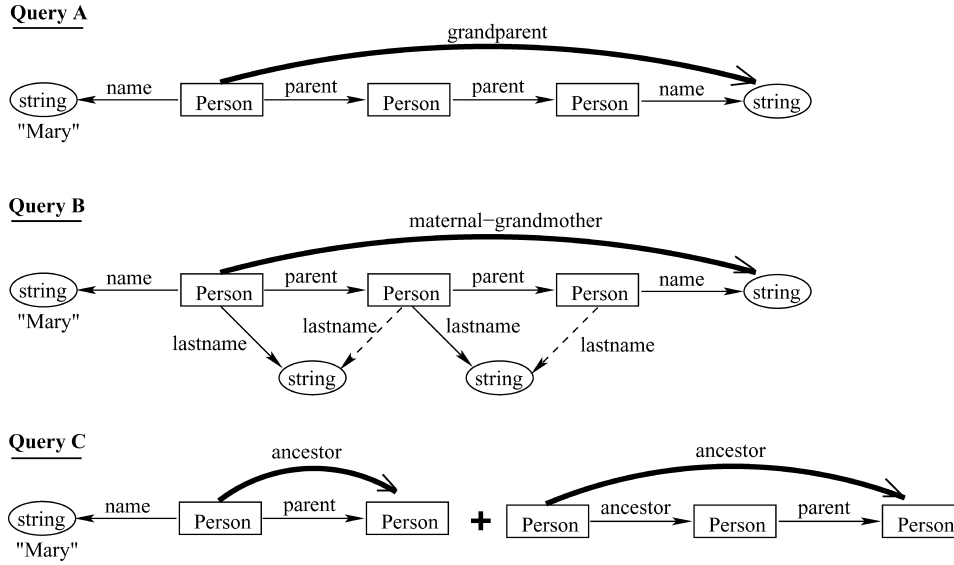 Query A
grandparent
name parent parent name
string Person Person Person string
"Mary"
Query B
maternal-grandmother
name parent parent name
string Person Person Person string
"Mary"
lastname lastname lastname lastname
string string
Query C
ancestor ancestor
name parent ancestor parent
string Person Person + Person Person Person
"Mary"